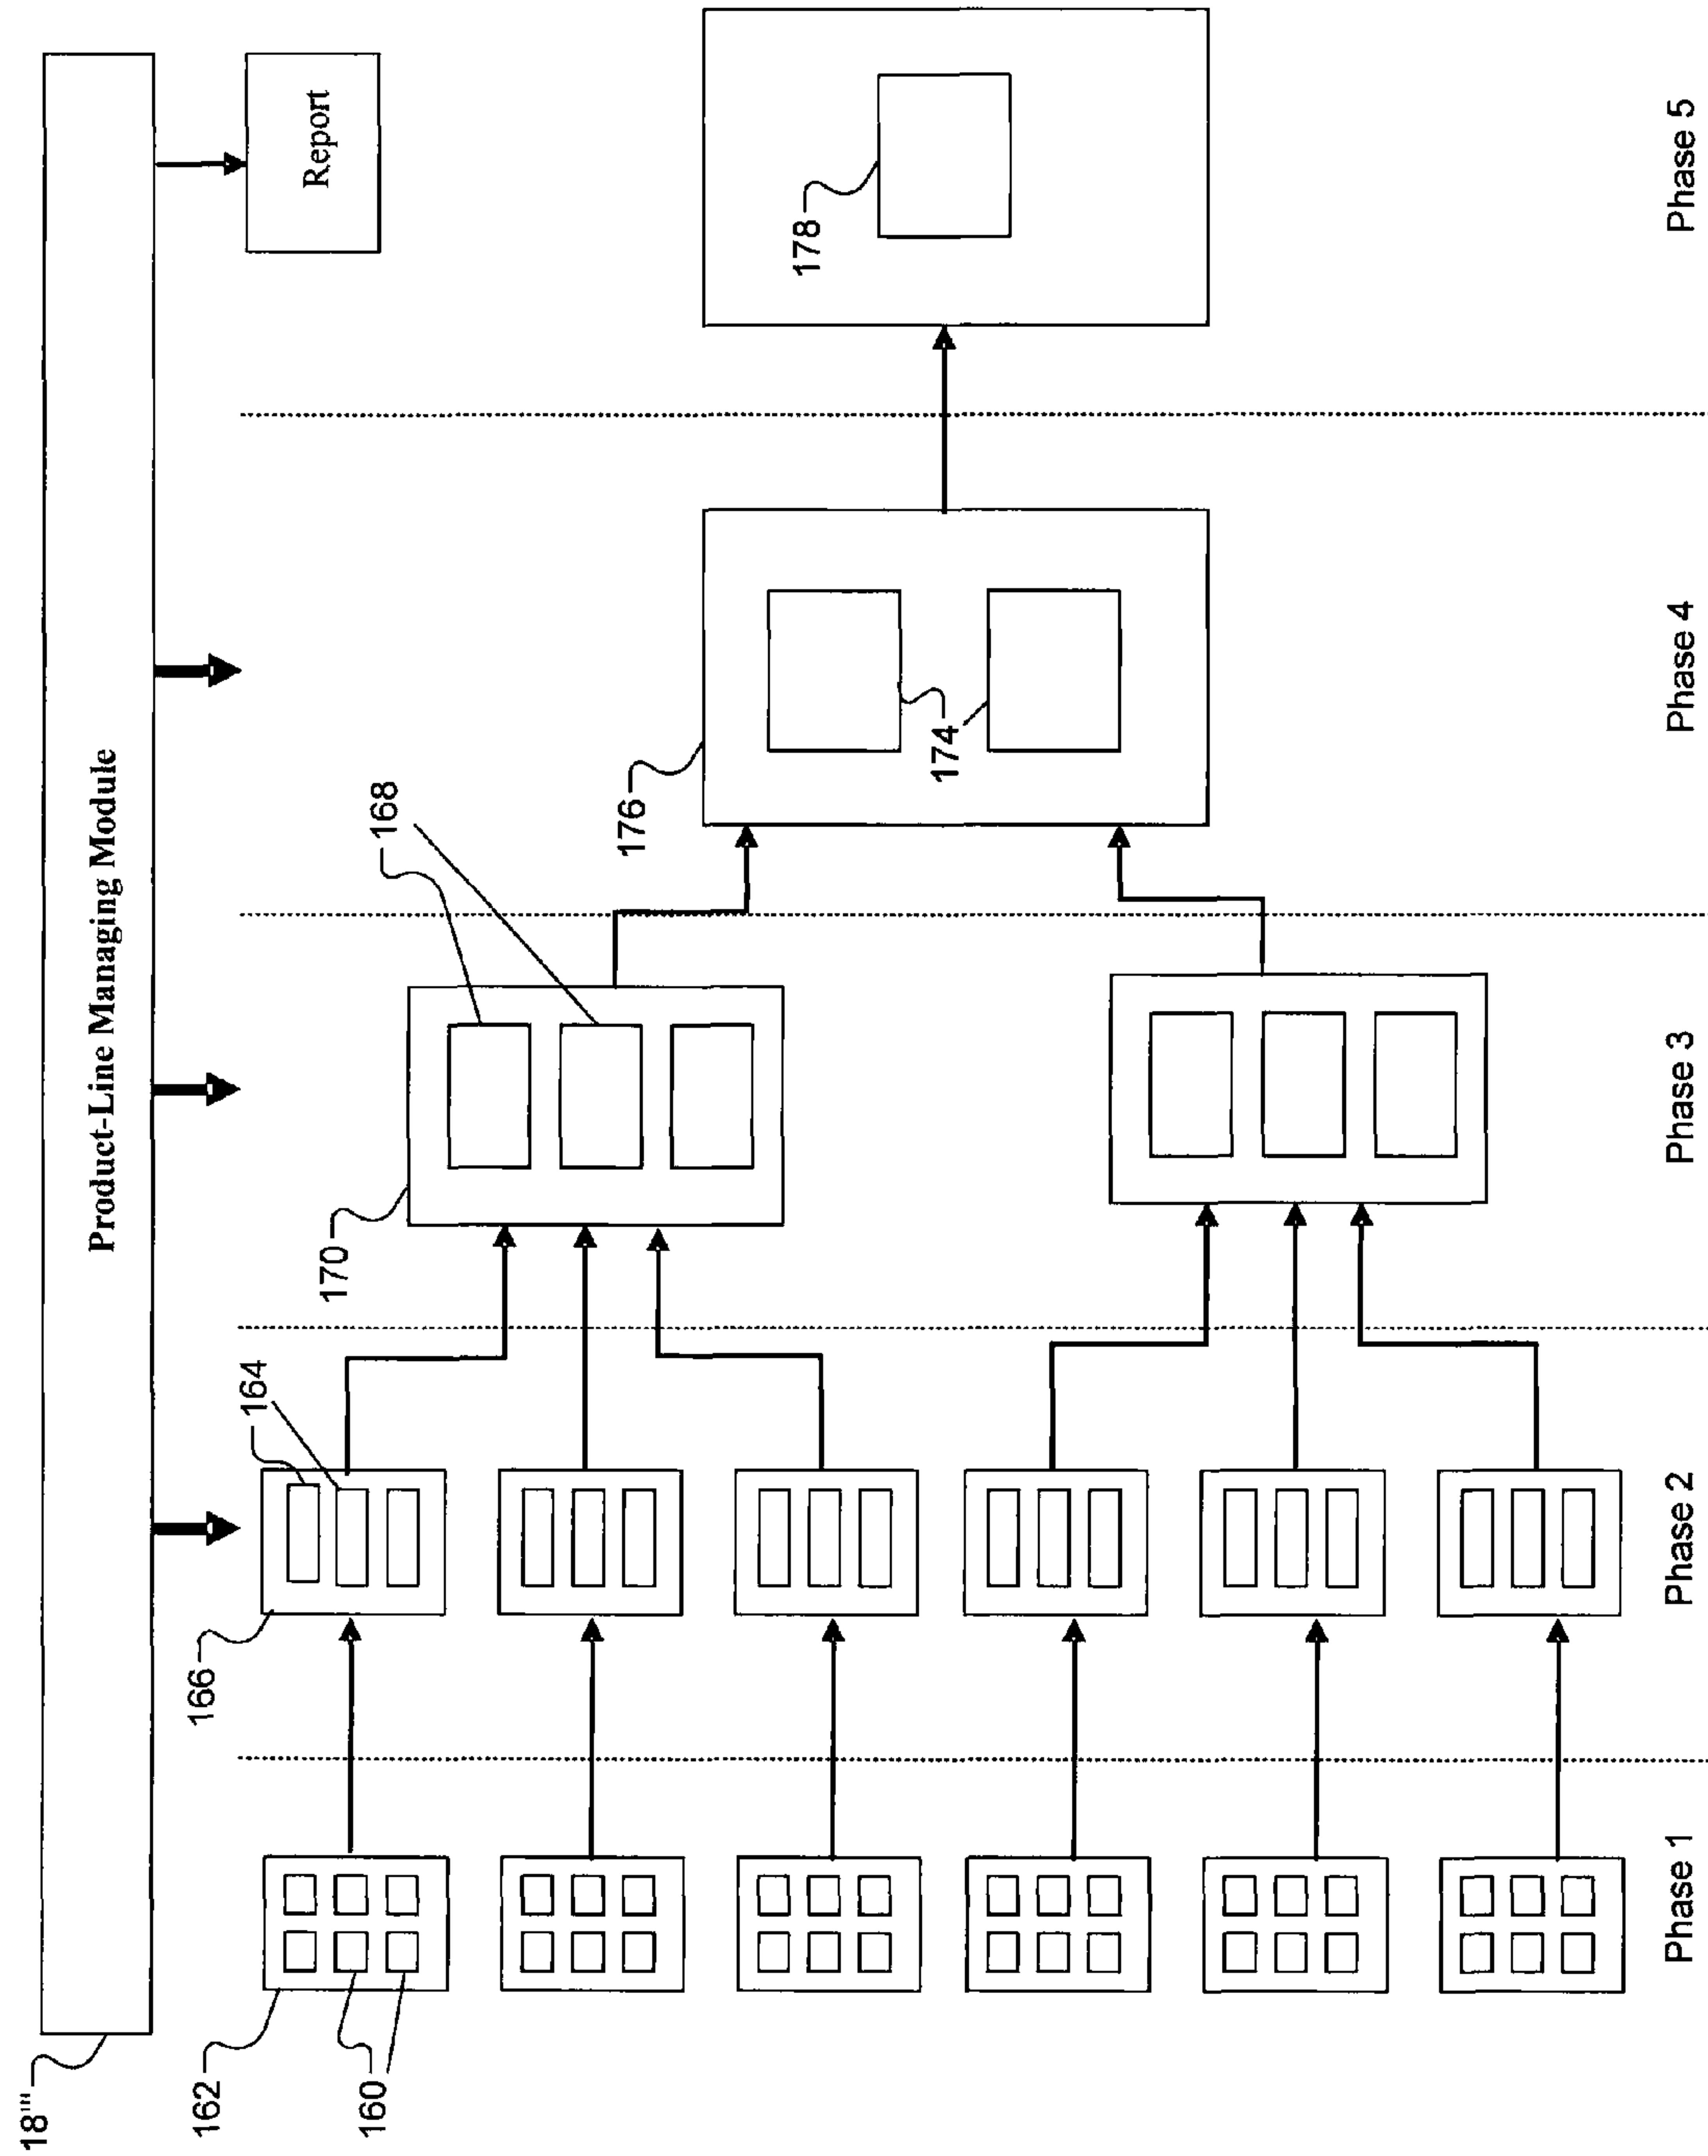 18'''
Product-Line Managing Module
Report
162
160
166
164
170
168
176
174
178
Phase 1
Phase 2
Phase 3
Phase 4
Phase 5